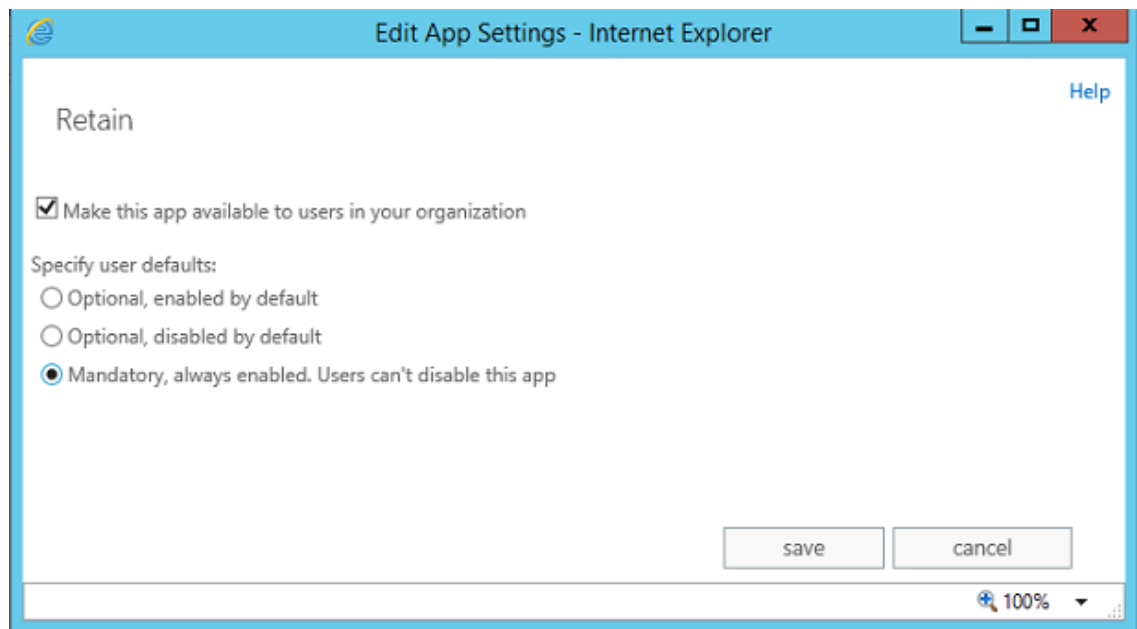 Edit App Settings - Internet Explorer
Help
Retain
Make this app available to users in your organization
Specify user defaults:
Optional, enabled by default
Optional, disabled by default
Mandatory, always enabled. Users can't disable this app
save cancel
100%